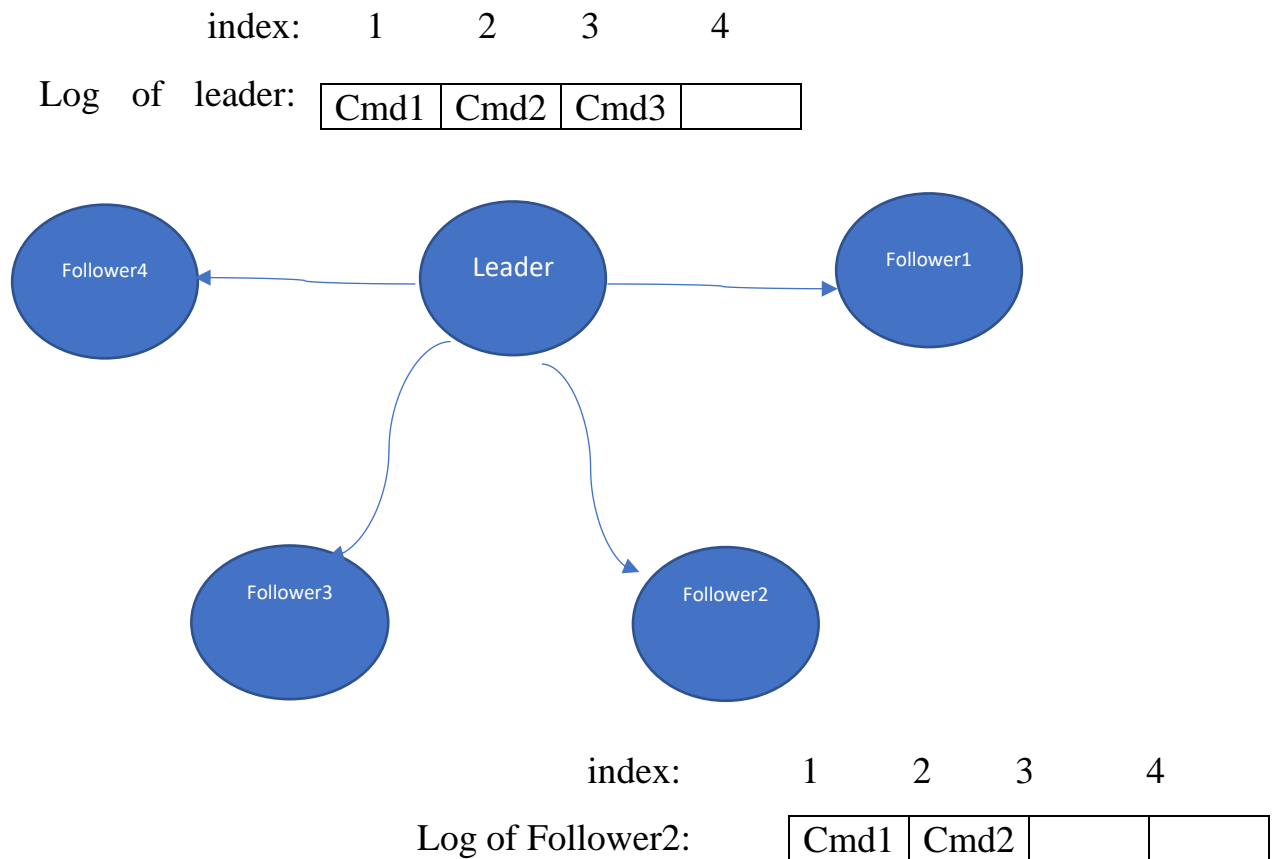 index: 1 2 3 4
Log of leader: Cmd1 Cmd2 Cmd3
Follower4 Leader Follower1
Follower3 Follower2
index: 1 2 3 4
Log of Follower2: Cmd1 Cmd2